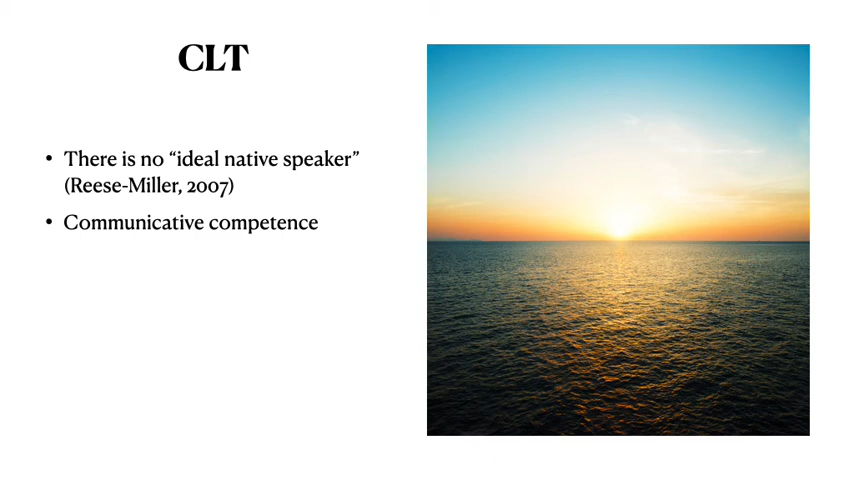 CLT
• There is no “ideal native speaker”
(Reese-Miller, 2007)
• Communicative competence